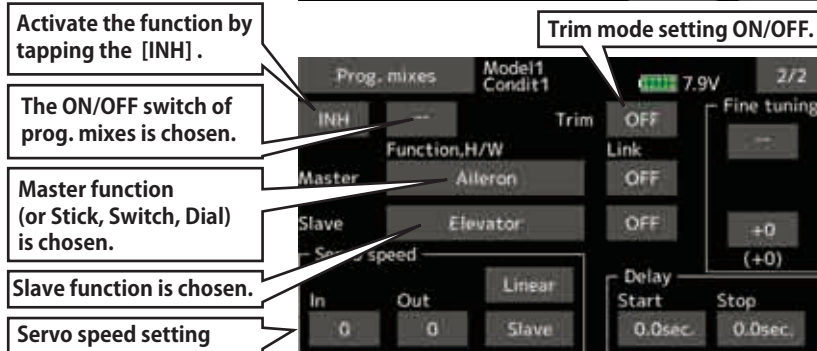 Activate the function by
tapping the [INH] .
Trim mode setting ON/OFF.
The ON/OFF switch of
prog. mixes is chosen.
Master function
(or Stick, Switch, Dial)
is chosen.
Slave function is chosen.
Servo speed setting
Prog. mixes
Model1
Condit1
7.9V
2/2
INH
--
Trim
OFF
Fine tuning
--
Function,H/W
Link
Master
Aileron
OFF
Slave
Elevator
OFF
+0
(+0)
Servo speed
Linear
In
Out
0
0
Slave
Delay
Start
Stop
0.0sec.
0.0sec.